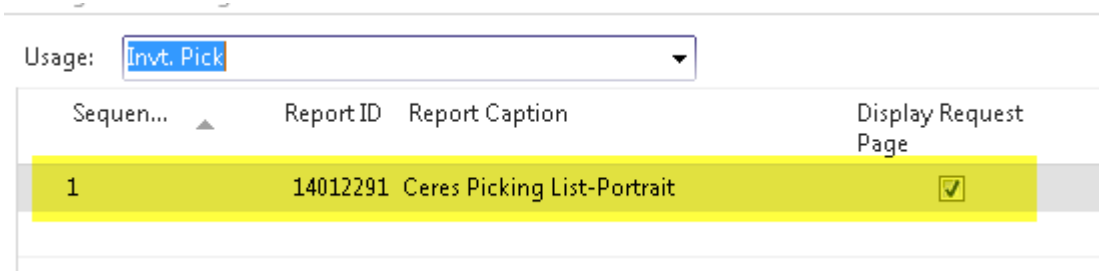 Usage: Invt. Pick
Sequen... Report ID Report Caption Display Request
Page
1 14012291 Ceres Picking List-Portrait